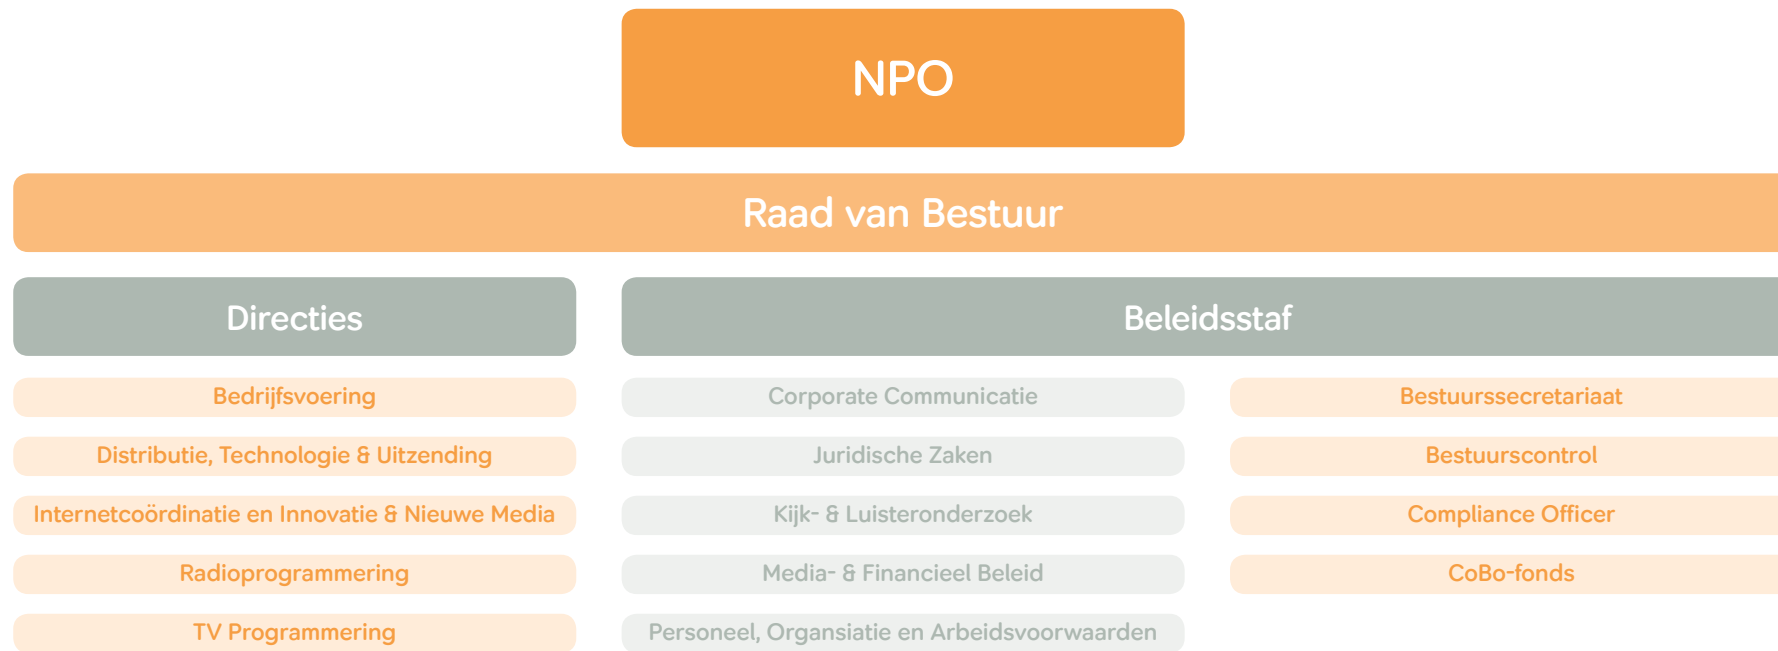 NPO
Raad van Bestuur
Directies
Bedrijfsvoering
Distributie, Technologie & Uitzending
Internetcoördinatie en Innovatie & Nieuwe Media
Radioprogrammering
TV Programmering
Beleidsstaf
Corporate Communicatie
Juridische Zaken
Kijk- & Luisteronderzoek
Media- & Financieel Beleid
Personeel, Organsiatie en Arbeidsvoorwaarden
Bestuurssecretariaat
Bestuurscontrol
Compliance Officer
CoBo-fonds